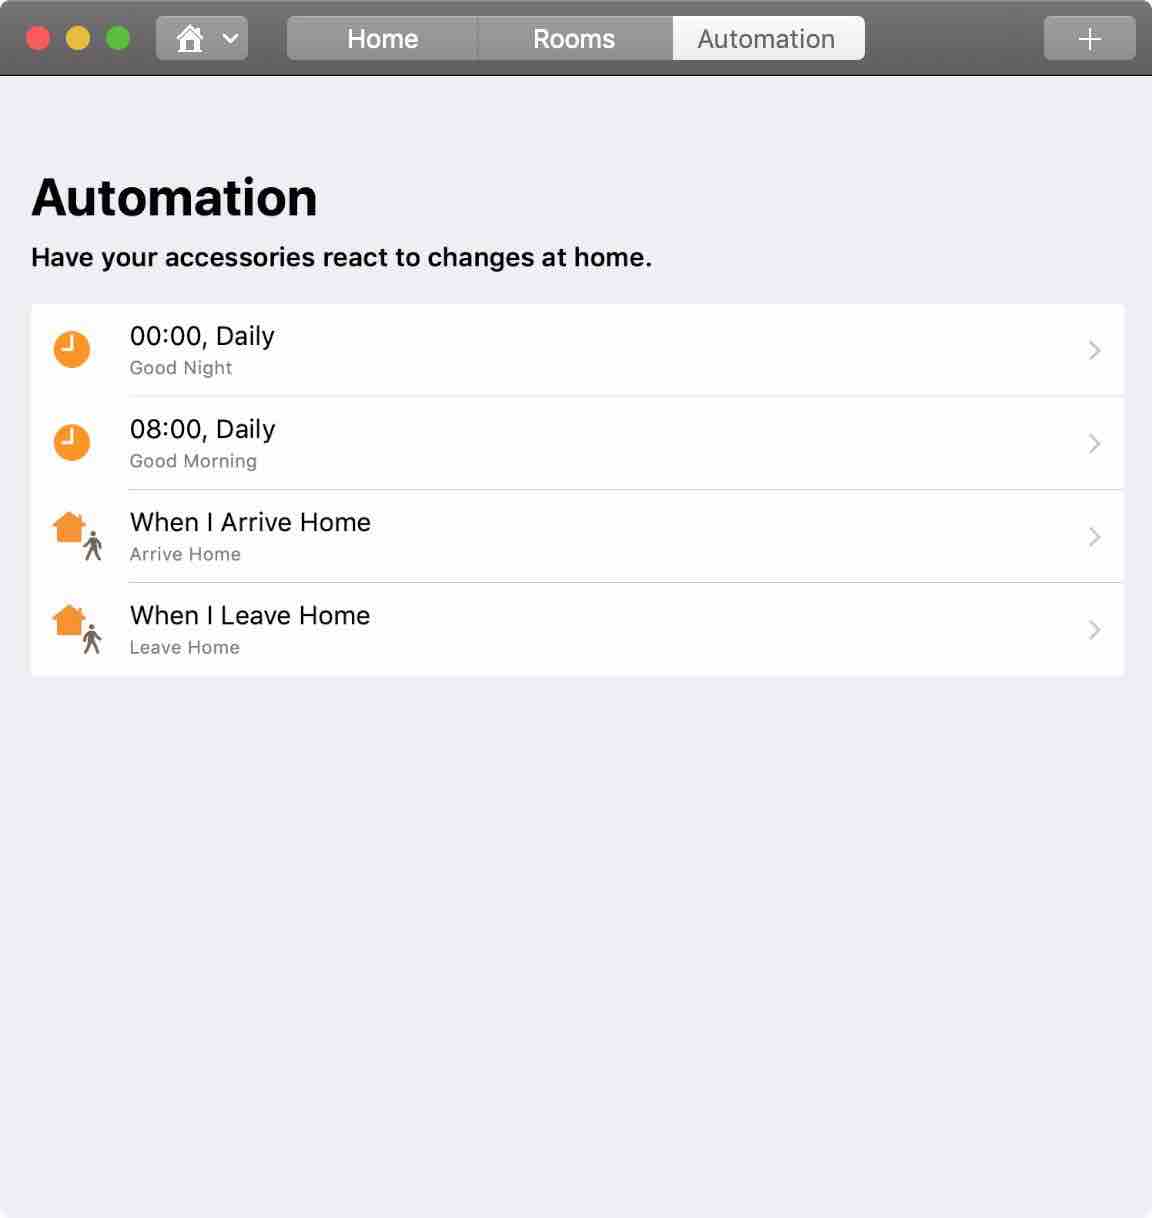 Home Rooms Automation
Automation
Have your accessories react to changes at home.
00:00, Daily
Good Night
08:00, Daily
Good Morning
When I Arrive Home
Arrive Home
When I Leave Home
Leave Home